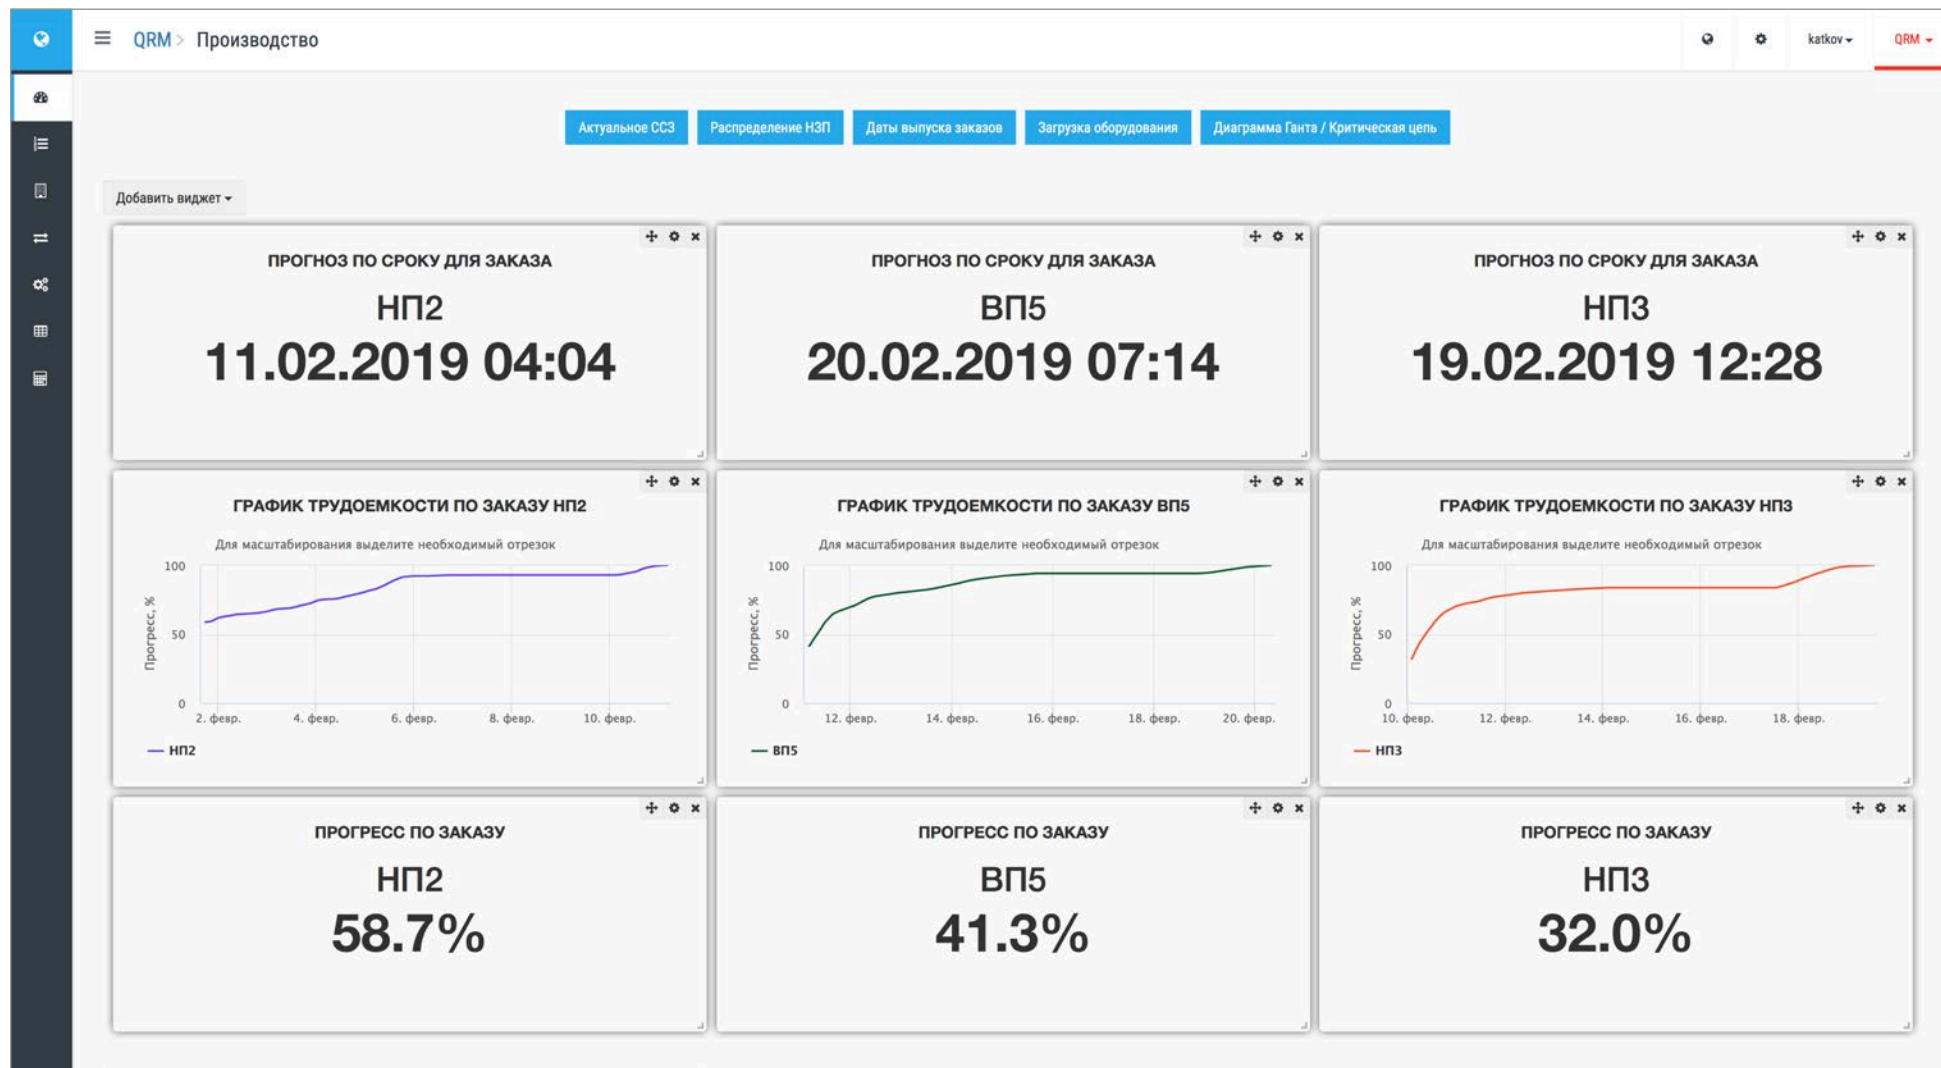 QRM > Производство
katkov
QRM
Актуальное ССЗ
Распределение НЗП
Даты выпуска заказов
Загрузка оборудования
Диаграмма Ганта / Критическая цепь
Добавить виджет
ПРОГНОЗ ПО СРОКУ ДЛЯ ЗАКАЗА
НП2
11.02.2019 04:04
ПРОГНОЗ ПО СРОКУ ДЛЯ ЗАКАЗА
ВП5
20.02.2019 07:14
ПРОГНОЗ ПО СРОКУ ДЛЯ ЗАКАЗА
НП3
19.02.2019 12:28
ГРАФИК ТРУДОЕМКОСТИ ПО ЗАКАЗУ НП2
Для масштабирования выделите необходимый отрезок
Прогресс, %
100
50
0
2. февр. 4. февр. 6. февр. 8. февр. 10. февр.
НП2
ГРАФИК ТРУДОЕМКОСТИ ПО ЗАКАЗУ ВП5
Для масштабирования выделите необходимый отрезок
Прогресс, %
100
50
0
12. февр. 14. февр. 16. февр. 18. февр. 20. февр.
ВП5
ГРАФИК ТРУДОЕМКОСТИ ПО ЗАКАЗУ НП3
Для масштабирования выделите необходимый отрезок
Прогресс, %
100
50
0
10. февр. 12. февр. 14. февр. 16. февр. 18. февр.
НП3
ПРОГРЕСС ПО ЗАКАЗУ
НП2
58.7%
ПРОГРЕСС ПО ЗАКАЗУ
ВП5
41.3%
ПРОГРЕСС ПО ЗАКАЗУ
НП3
32.0%